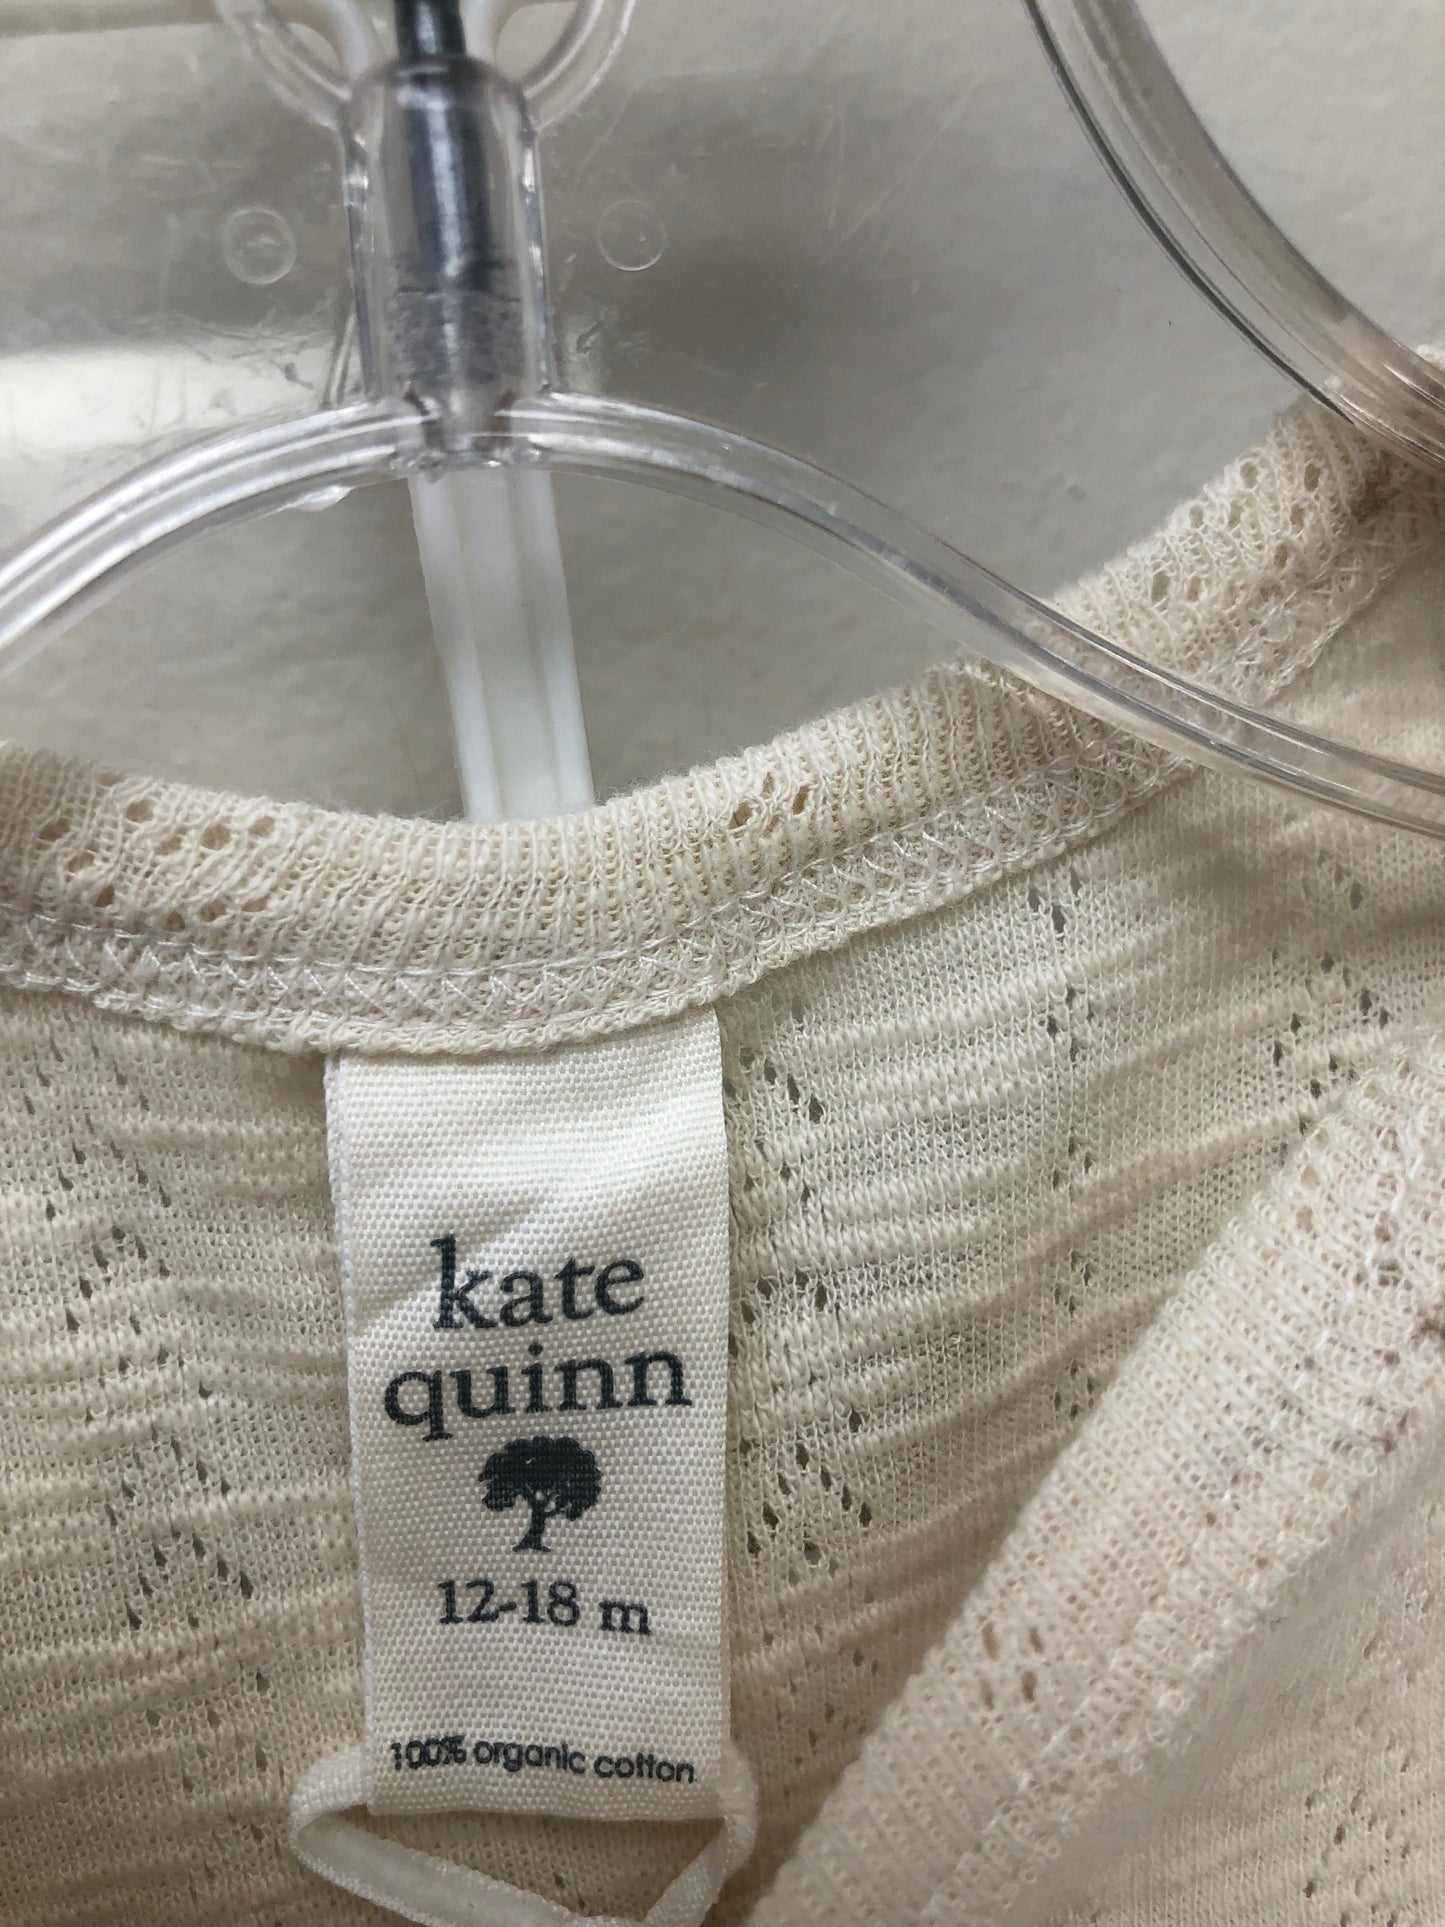 kate
quinn
12-18 m
100% organic cotton